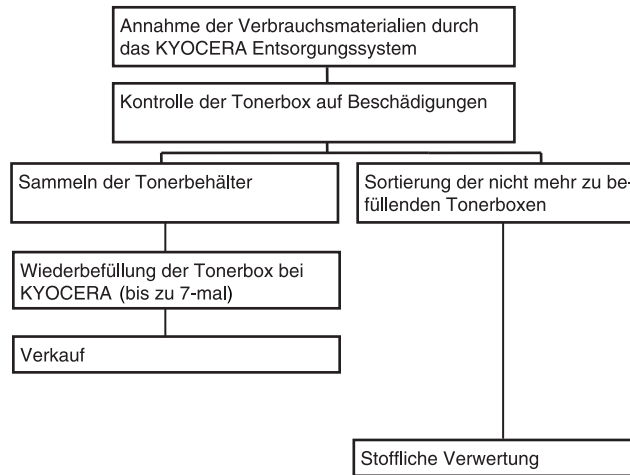 Annahme der Verbrauchsmaterialien durch
das KYOCERA Entsorgungssystem
Kontrolle der Tonerbox auf Beschädigungen
Sammeln der Tonerbehälter
Sortierung der nicht mehr zu be-
füllenden Tonerboxen
Wiederbefüllung der Tonerbox bei
KYOCERA (bis zu 7-mal)
Verkauf
Stoffliche Verwertung